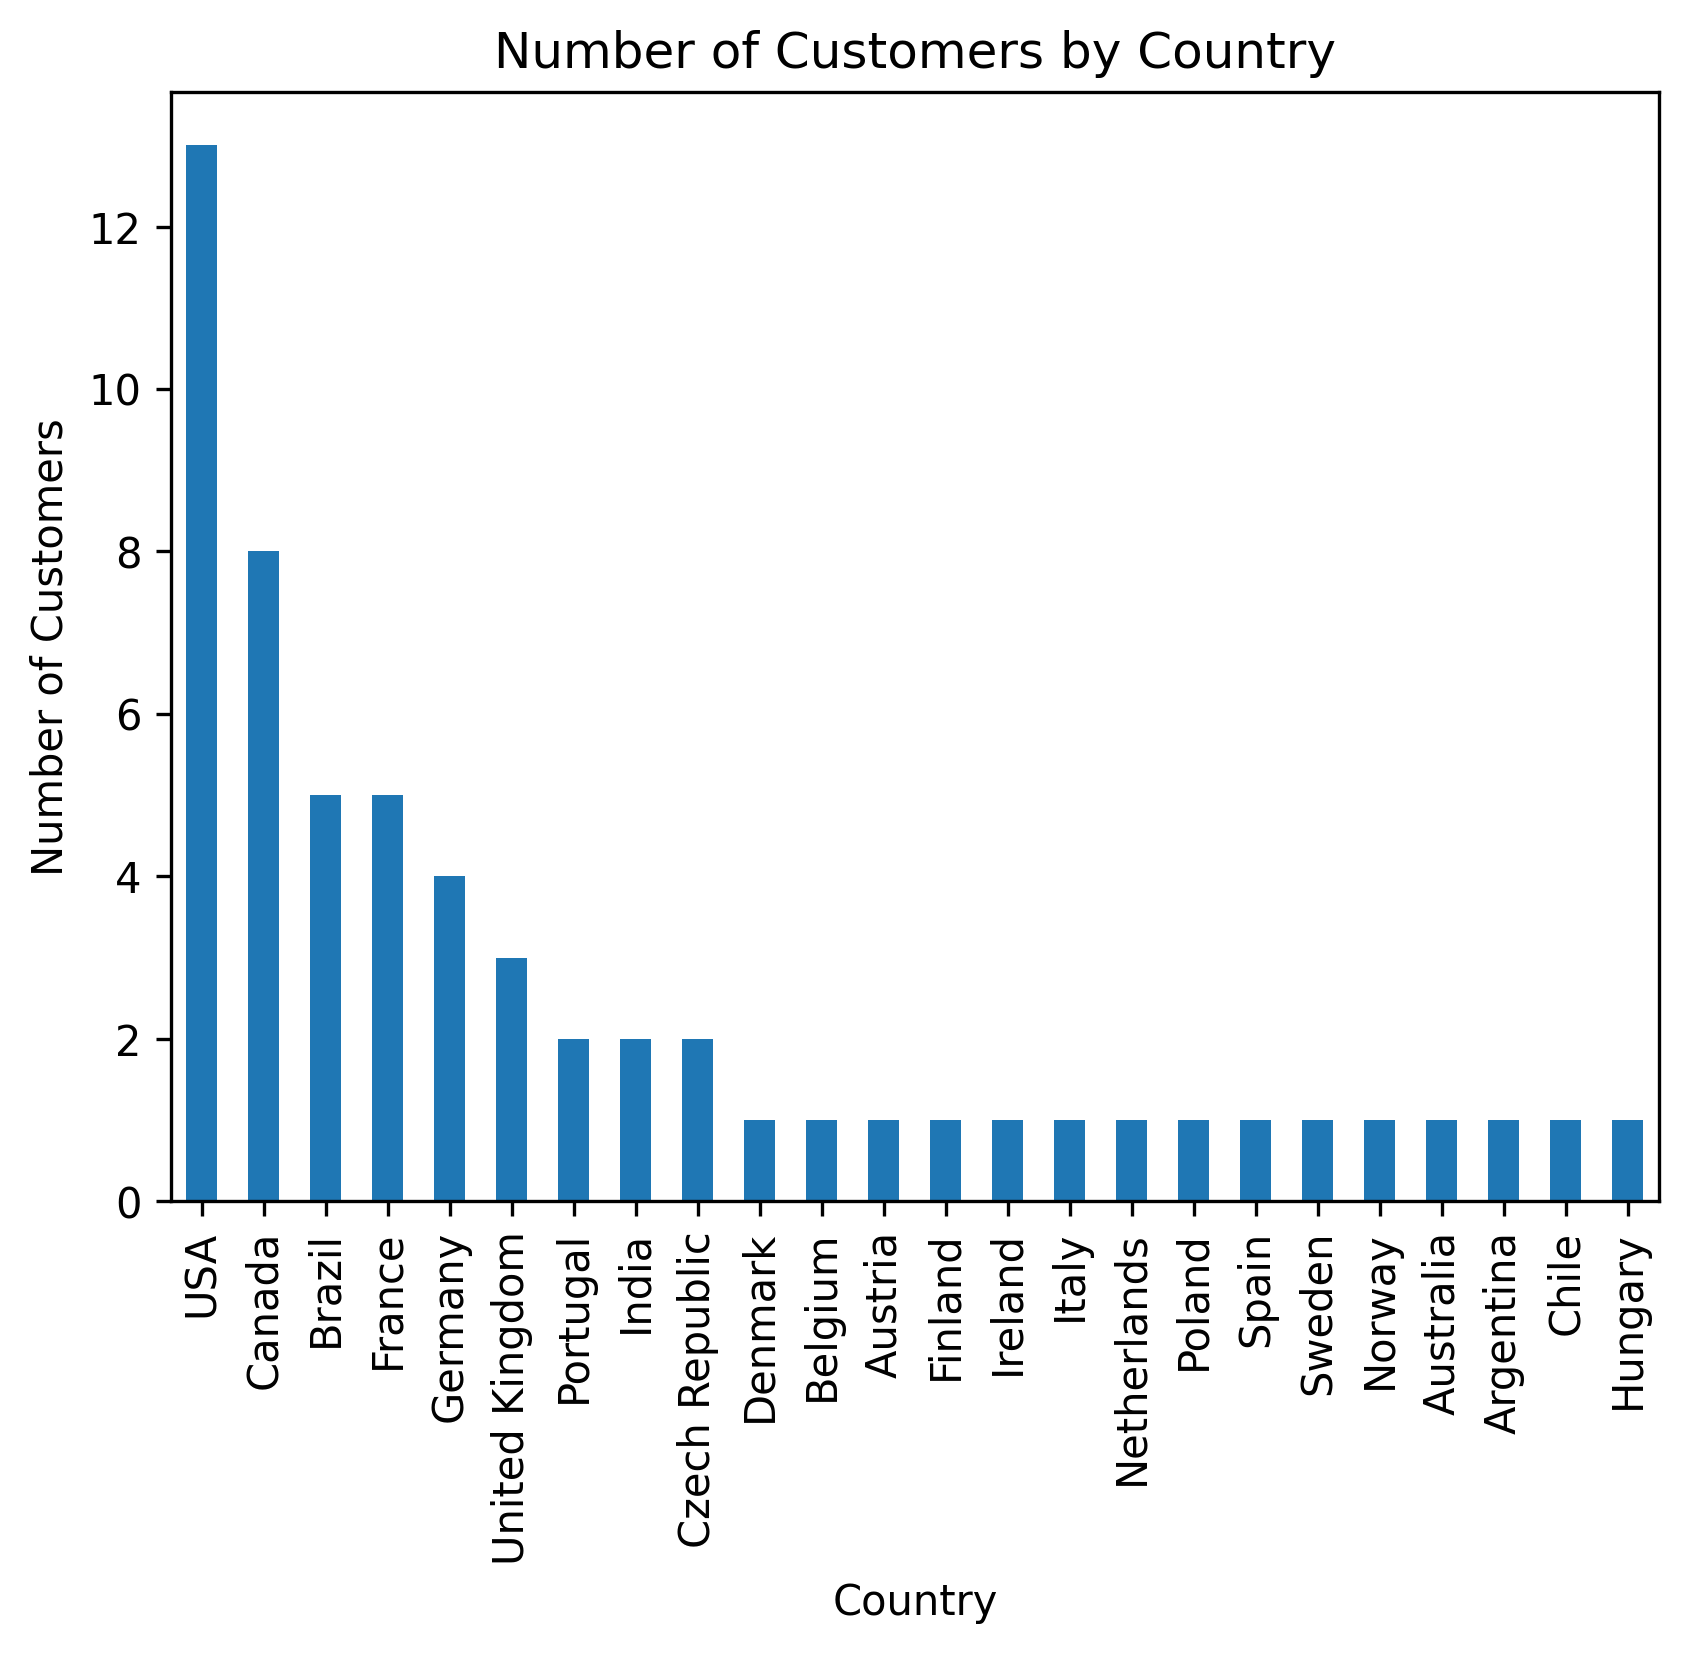 Number of Customers by Country
Number of Customers
12
10
8
6
4
2
0
USA
Canada
Brazil
France
Germany
United Kingdom
Portugal
India
Czech Republic
Denmark
Belgium
Austria
Finland
Ireland
Italy
Netherlands
Poland
Spain
Sweden
Norway
Australia
Argentina
Chile
Hungary
Country